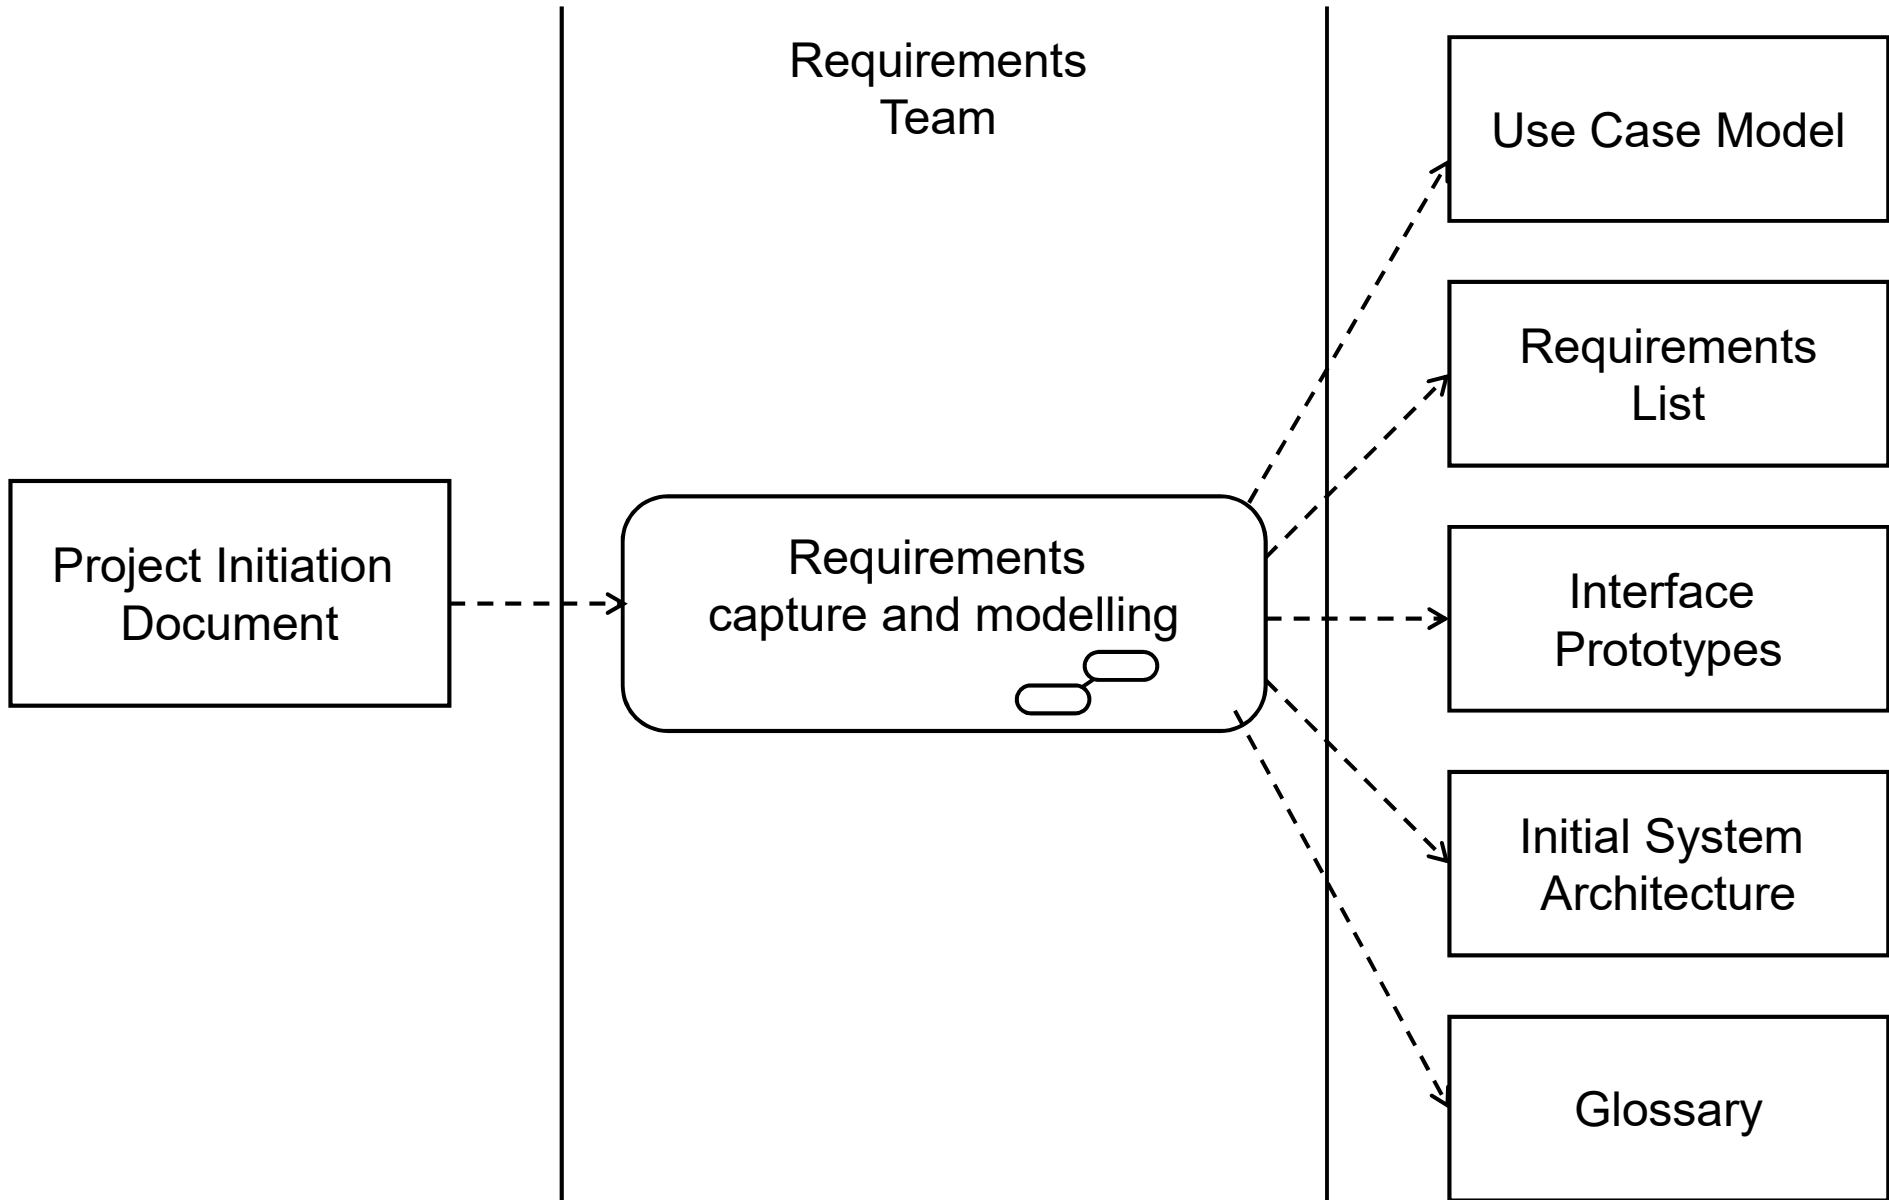 Requirements
Team
Use Case Model
Requirements
List
Project Initiation
Document
Requirements
capture and modelling
Interface
Prototypes
Initial System
Architecture
Glossary